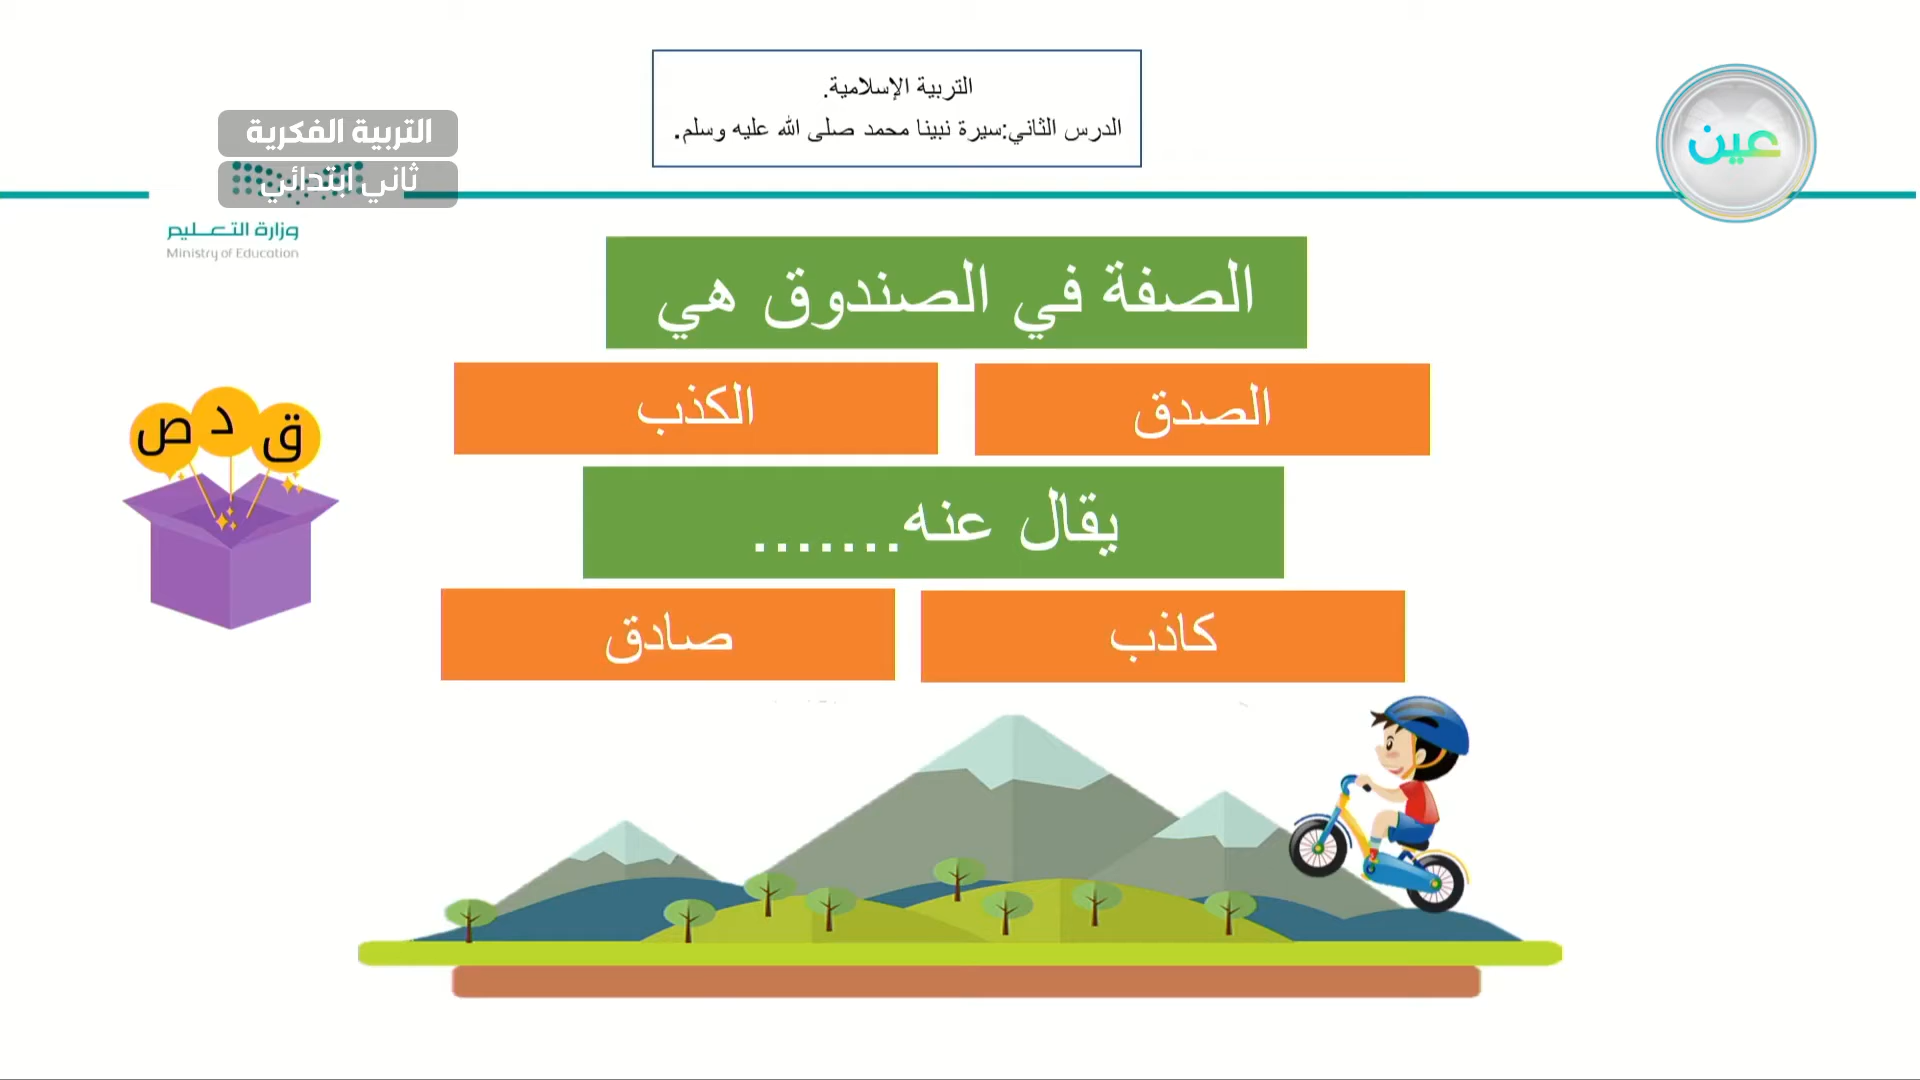 التربية الإسلامية.
الدرس الثاني:سيرة نبينا محمد صلى الله عليه وسلم.
عين
التربية الفكرية
ثاني ابتدائي
وزارة التعليم
Ministry of Education
الصفة في الصندوق هي
الصدق
الكذب
ق د ص
يقال عنه.......
كاذب
صادق